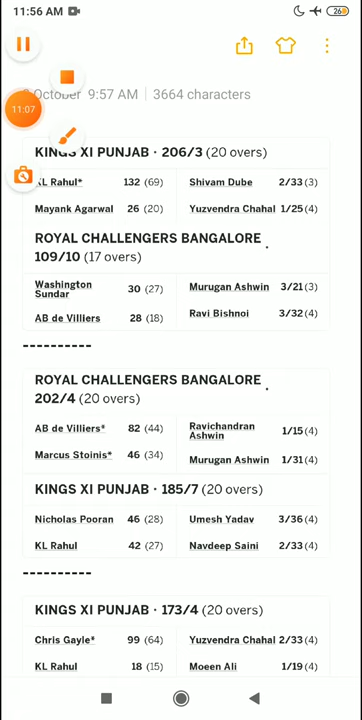 11:56 AM
26
October 9:57 AM | 3664 characters
11:07
KINGS XI PUNJAB · 206/3 (20 overs)
KL Rahul* 132 (69) Shivam Dube 2/33 (3)
Mayank Agarwal 26 (20) Yuzvendra Chahal 1/25 (4)
ROYAL CHALLENGERS BANGALORE ·
109/10 (17 overs)
Washington Sundar 30 (27) Murugan Ashwin 3/21 (3)
AB de Villiers 28 (18) Ravi Bishnoi 3/32 (4)
----------
ROYAL CHALLENGERS BANGALORE ·
202/4 (20 overs)
AB de Villiers* 82 (44) Ravichandran Ashwin 1/15 (4)
Marcus Stoinis* 46 (34) Murugan Ashwin 1/31 (4)
KINGS XI PUNJAB · 185/7 (20 overs)
Nicholas Pooran 46 (28) Umesh Yadav 3/36 (4)
KL Rahul 42 (27) Navdeep Saini 2/33 (4)
----------
KINGS XI PUNJAB · 173/4 (20 overs)
Chris Gayle* 99 (64) Yuzvendra Chahal 2/33 (4)
KL Rahul 18 (15) Moeen Ali 1/19 (4)